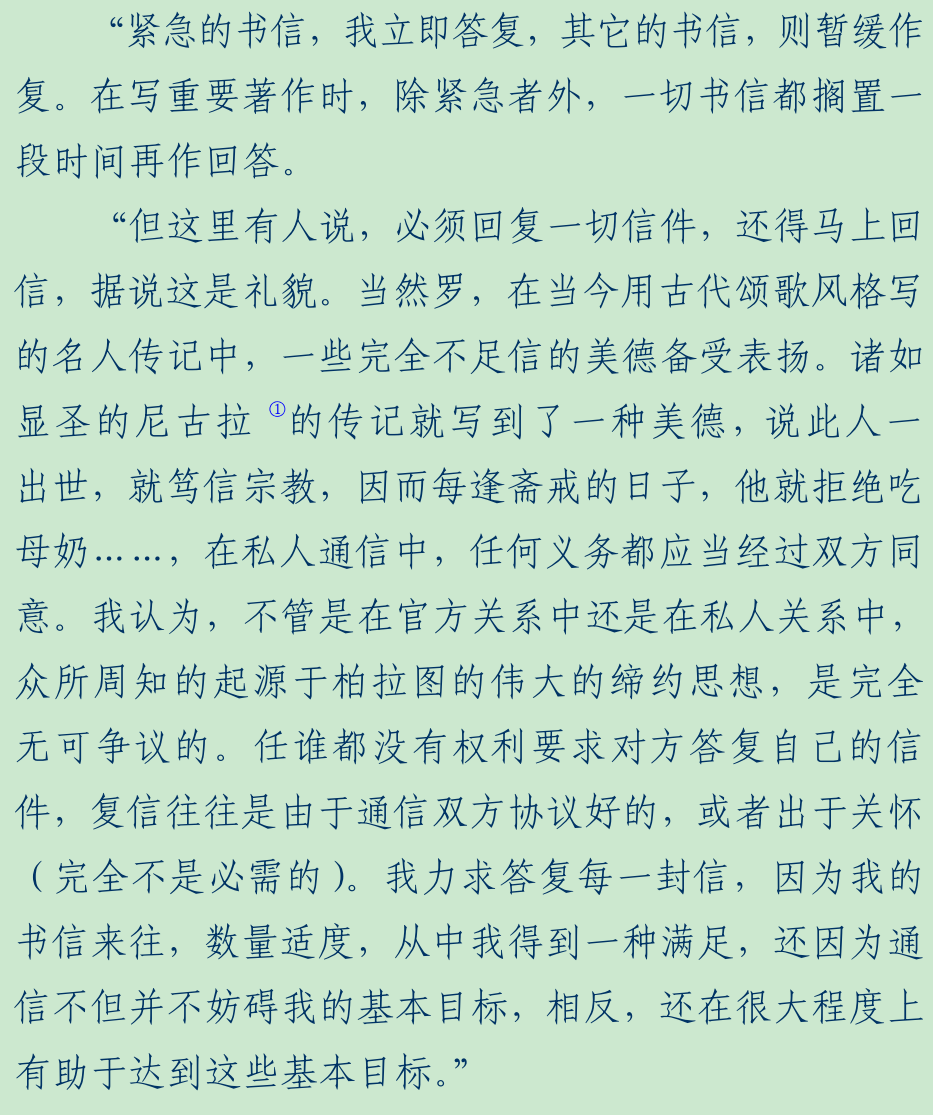 “紧急的书信，我立即答复，其它的书信，则暂缓作
复。在写重要著作时，除紧急者外，一切书信都搁置一
段时间再作回答。
“但这里有人说，必须回复一切信件，还得马上回
信，据说这是礼貌。当然罗，在当今用古代颂歌风格写
的名人传记中，一些完全不足信的美德备受表扬。诸如
显圣的尼古拉①的传记就写到了一种美德，说此人一
出世，就笃信宗教，因而每逢斋戒的日子，他就拒绝吃
母奶……，在私人通信中，任何义务都应当经过双方同
意。我认为，不管是在官方关系中还是在私人关系中，
众所周知的起源于柏拉图的伟大的缔约思想，是完全
无可争议的。任谁都没有权利要求对方答复自己的信
件，复信往往是由于通信双方协议好的，或者出于关怀
（完全不是必需的）。我力求答复每一封信，因为我的
书信来往，数量适度，从中我得到一种满足，还因为通
信不但并不妨碍我的基本目标，相反，还在很大程度上
有助于达到这些基本目标。”